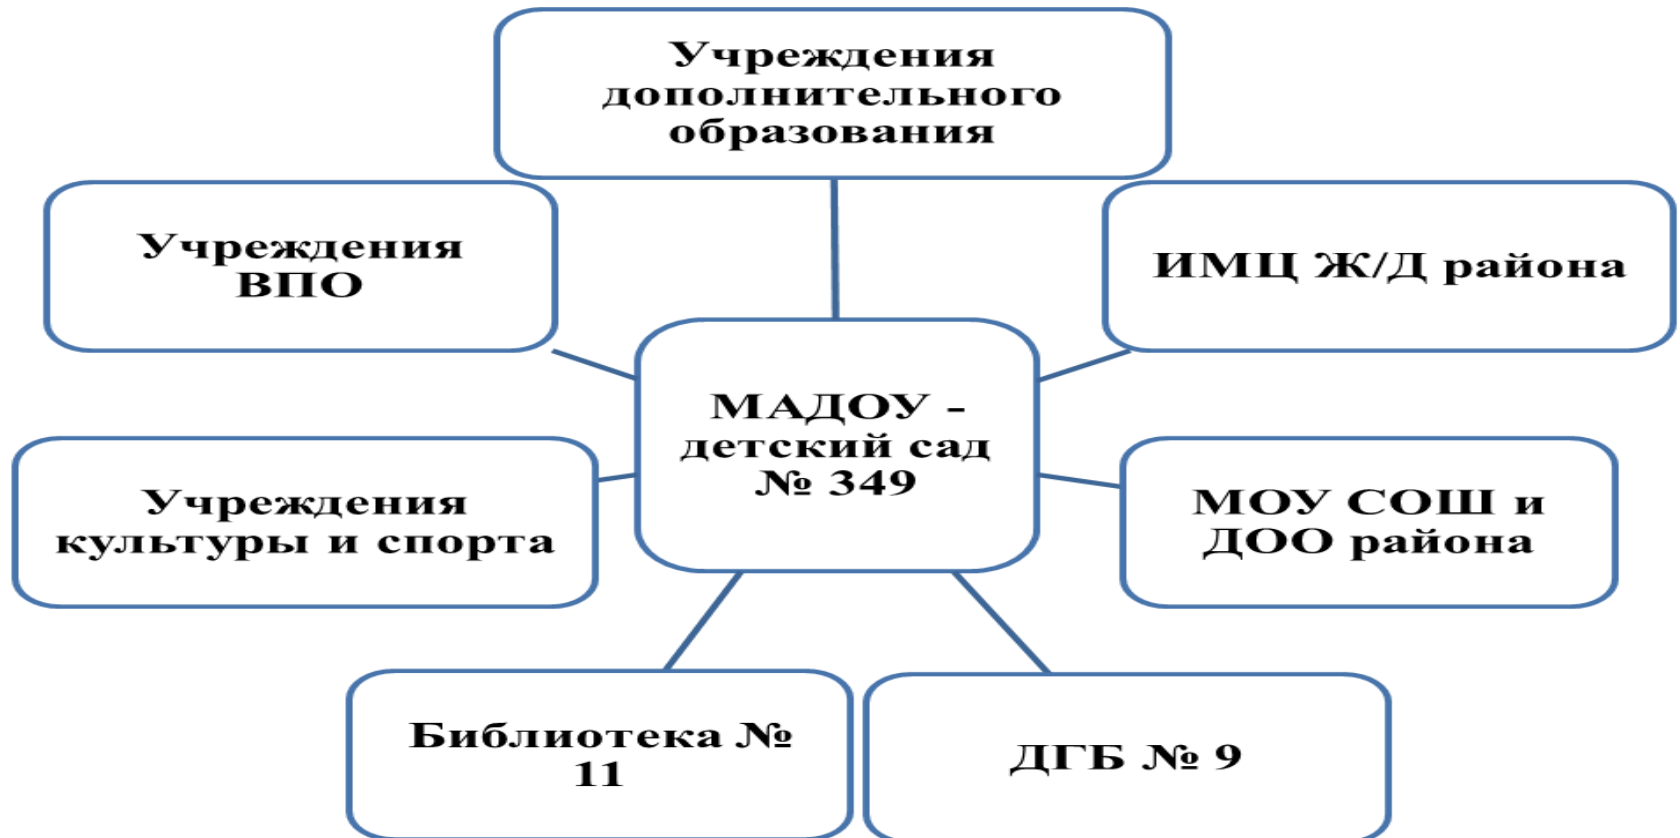 Учреждения
дополнительного
образования
Учреждения
ВПО
ИМЦ Ж/Д района
МАДОУ -
детский сад
№ 349
Учреждения
культуры и спорта
МОУ СОШ и
ДОО района
Библиотека №
11
ДГБ № 9